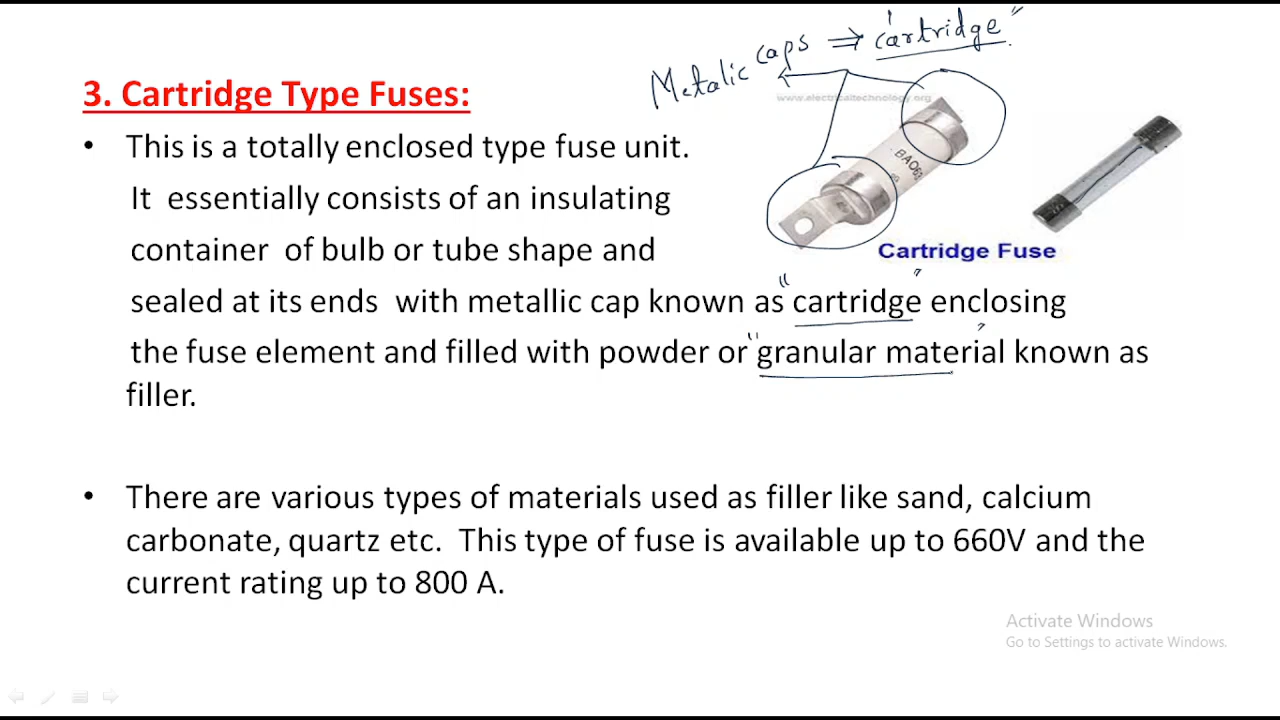 Metalic caps ⇒ "cartridge"
www.electricaltechnology.org
3. Cartridge Type Fuses:
• This is a totally enclosed type fuse unit.
It essentially consists of an insulating
container of bulb or tube shape and
BAO63
Cartridge Fuse
sealed at its ends with metallic cap known as "cartridge" enclosing
the fuse element and filled with powder or "granular material" known as
filler.
• There are various types of materials used as filler like sand, calcium
carbonate, quartz etc. This type of fuse is available up to 660V and the
current rating up to 800 A.
Activate Windows
Go to Settings to activate Windows.